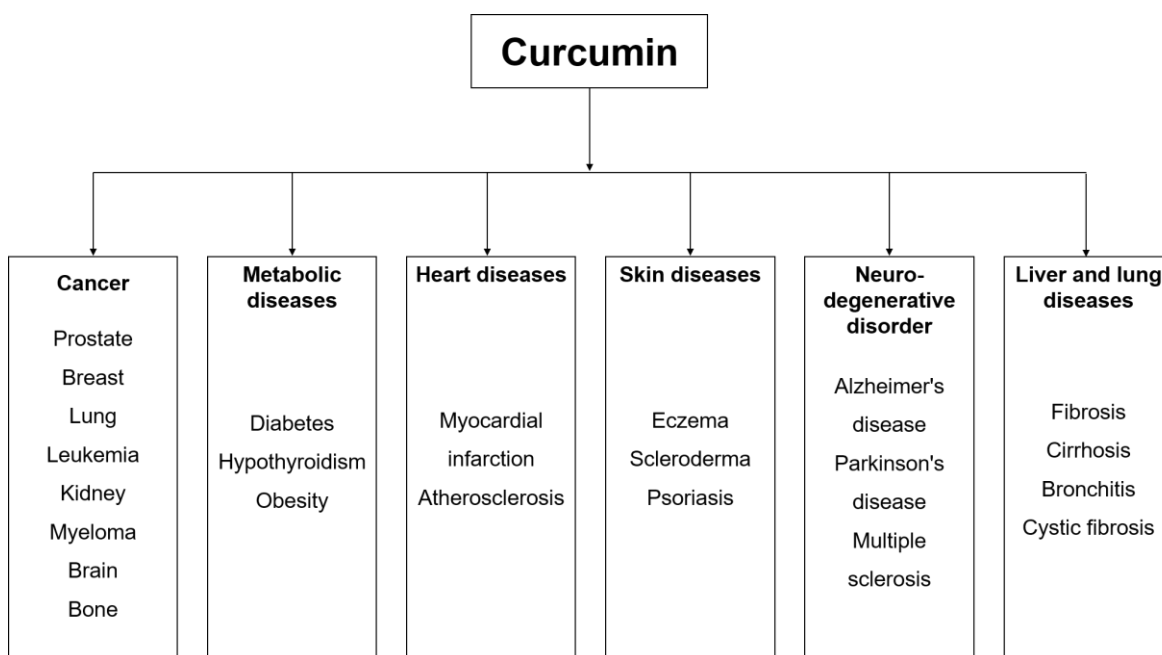 Curcumin
Cancer
Prostate
Breast
Lung
Leukemia
Kidney
Myeloma
Brain
Bone
Metabolic
diseases
Diabetes
Hypothyroidism
Obesity
Heart diseases
Myocardial
infarction
Atherosclerosis
Skin diseases
Eczema
Scleroderma
Psoriasis
Neuro-
degenerative
disorder
Alzheimer's
disease
Parkinson's
disease
Multiple
sclerosis
Liver and lung
diseases
Fibrosis
Cirrhosis
Bronchitis
Cystic fibrosis